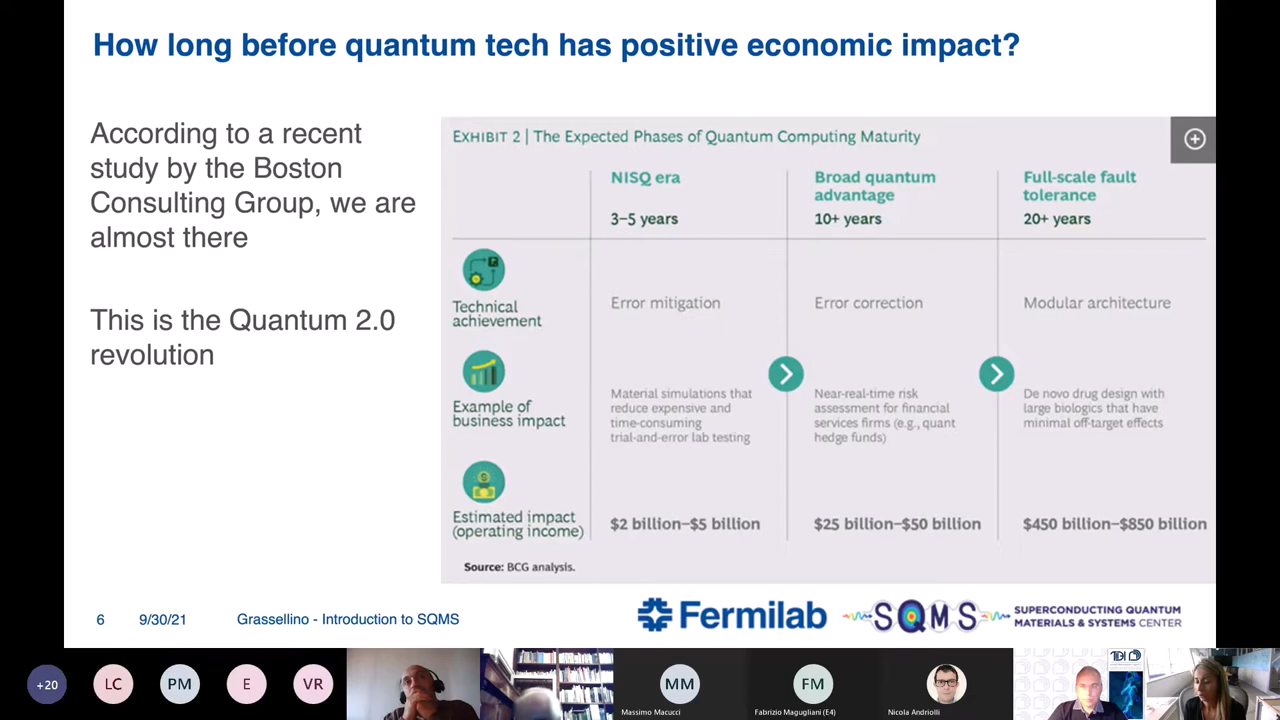 How long before quantum tech has positive economic impact?
According to a recent
study by the Boston
Consulting Group, we are
almost there
This is the Quantum 2.0
revolution
EXHIBIT 2 | The Expected Phases of Quantum Computing Maturity
NISQ era
3–5 years
Broad quantum
advantage
10+ years
Full-scale fault
tolerance
20+ years
Technical
achievement
Error mitigation
Error correction
Modular architecture
Example of
business impact
Material simulations that
reduce expensive and
time-consuming
trial-and-error lab testing
Near-real-time risk
assessment for financial
services firms (e.g., quant
hedge funds)
De novo drug design with
large biologics that have
minimal off-target effects
Estimated impact
(operating income)
$2 billion–$5 billion
$25 billion–$50 billion
$450 billion–$850 billion
Source: BCG analysis.
6 9/30/21 Grassellino - Introduction to SQMS
Fermilab
SQMS
SUPERCONDUCTING QUANTUM
MATERIALS & SYSTEMS CENTER
+20
LC
PM
E
VR
MM
Massimo Macucci
FM
Fabrizio Magugliani (E4)
Nicola Andriolli